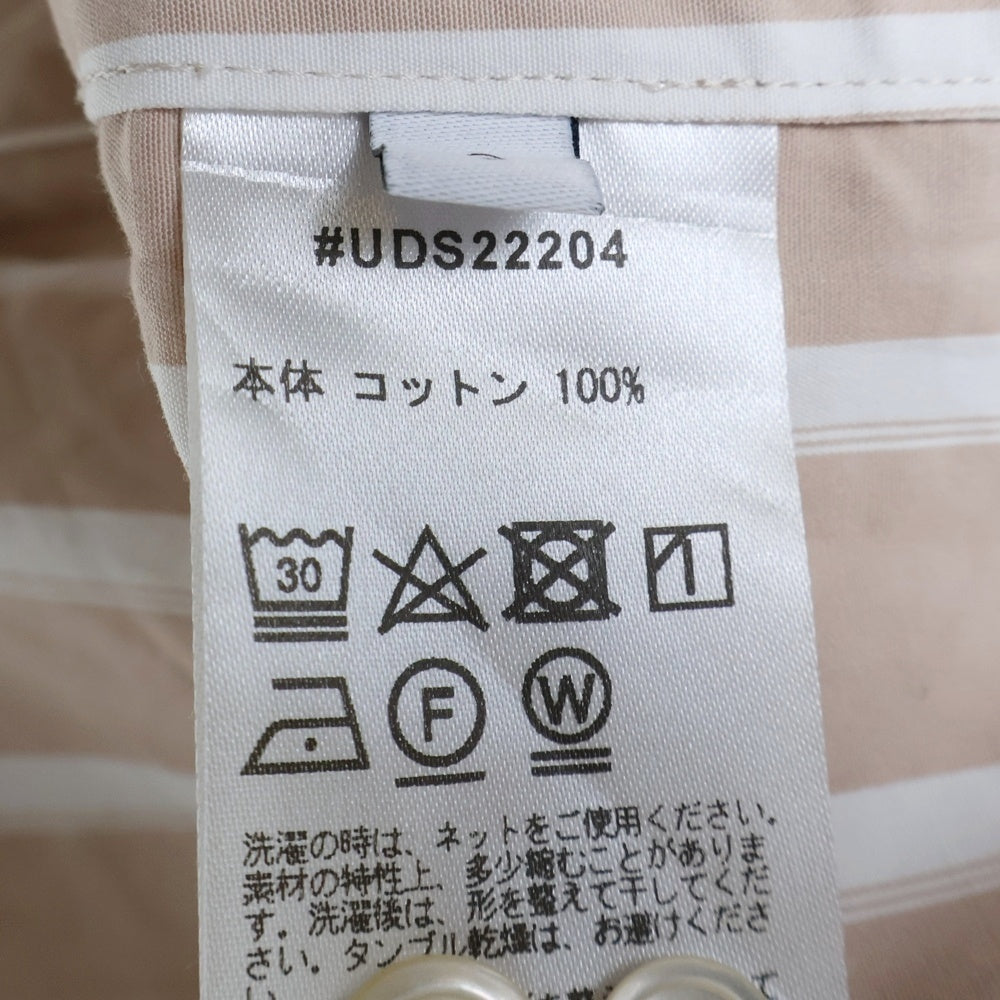 #UDS22204
本体 コットン 100%
30
F
W
洗濯の時は、ネットをご使用ください。
素材の特性上、多少縮むことがありま
す。洗濯後は、形を整えて干してくだ
さい。タンブル乾燥は、お避けくださ
い